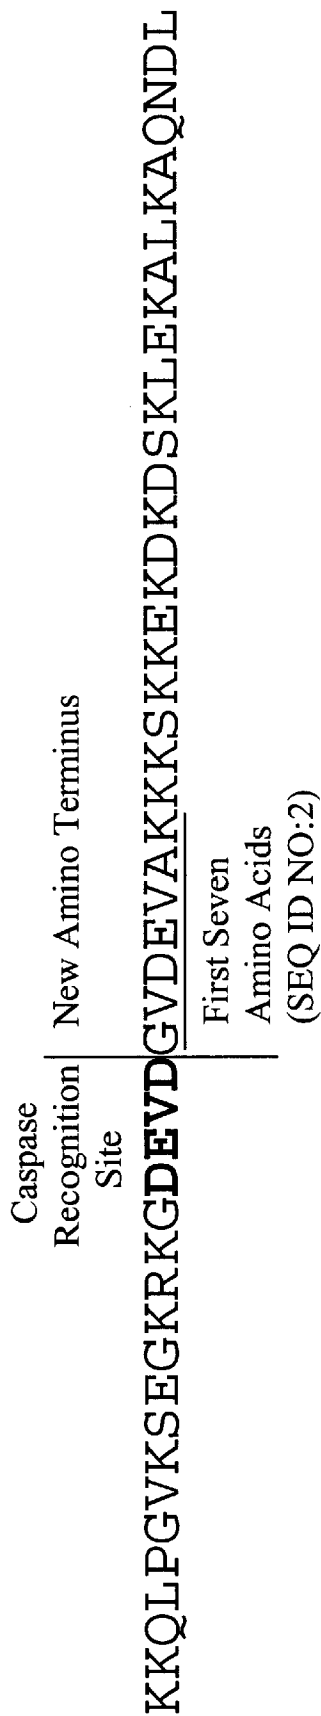 Caspase
Recognition New Amino Terminus
Site
KKQLPGVKSEGKRKGDEVDGVDEVAKKKSKKEKDKDSKLEKALKAQNDL
First Seven
Amino Acids
(SEQ ID NO:2)